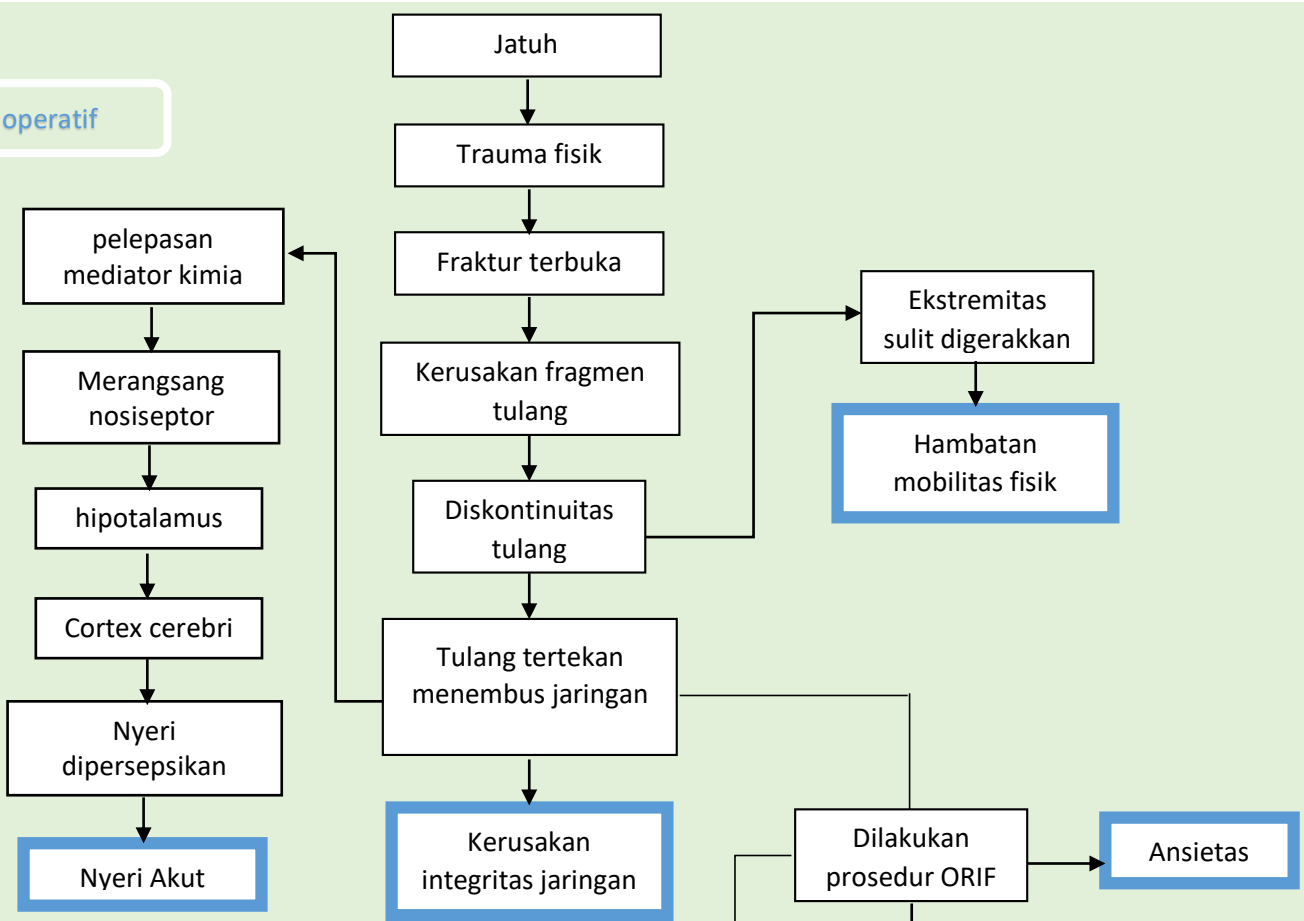 Jatuh
operatif
Trauma fisik
pelepasan
mediator kimia
Fraktur terbuka
Ekstremitas
sulit digerakkan
Merangsang
nosiseptor
Kerusakan fragmen
tulang
Hambatan
mobilitas fisik
hipotalamus
Diskontinuitas
tulang
Cortex cerebri
Tulang tertekan
menembus jaringan
Nyeri
dipersepsikan
Nyeri Akut
Kerusakan
integritas jaringan
Dilakukan
prosedur ORIF
Ansietas